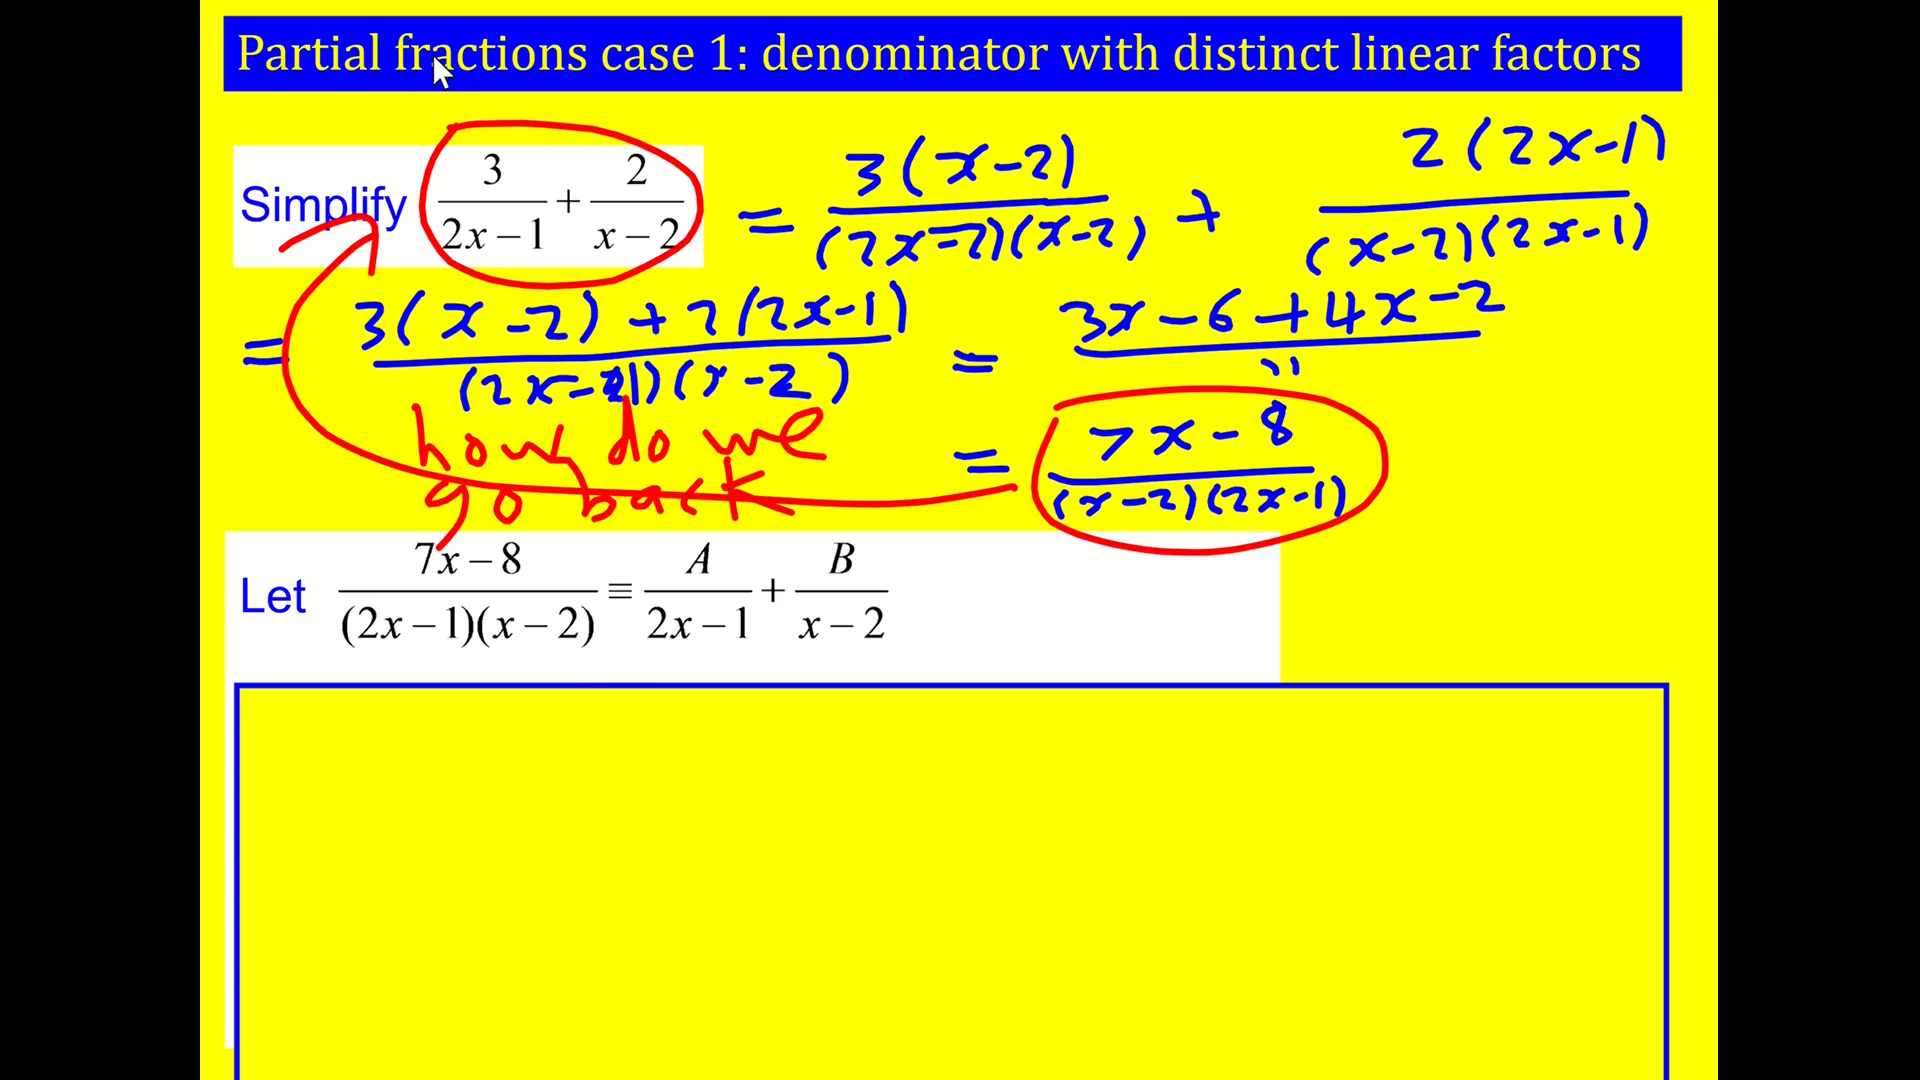 Partial fractions case 1: denominator with distinct linear factors
Simplify 3/(2x − 1) + 2/(x − 2) = 3(x-2)/(2x-2)(x-2) + 2(2x-1)/(x-2)(2x-1)
= 3(x-2) + 2(2x-1)/(2x-1)(x-2) = 3x-6+4x-2/"
how do we
go back
= 7x-8/(x-2)(2x-1)
Let 7x − 8/(2x − 1)(x − 2) ≡ A/(2x − 1) + B/(x − 2)